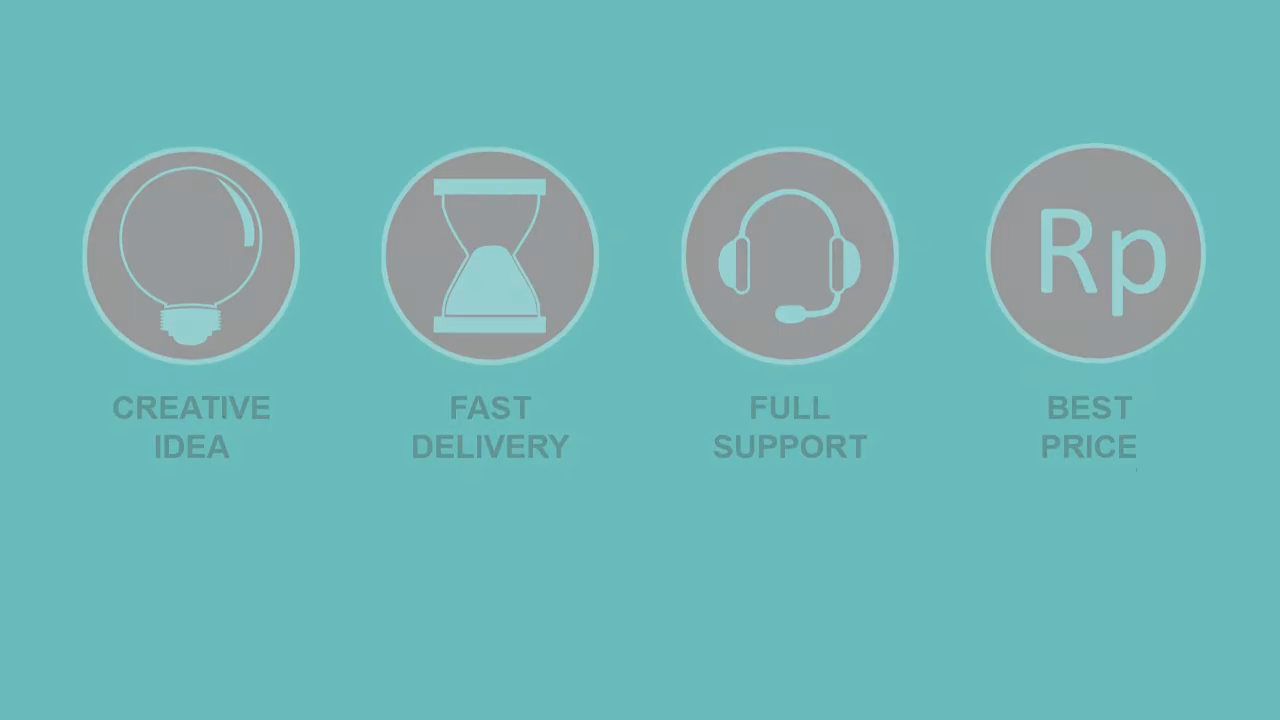 Rp
CREATIVE
IDEA
FAST
DELIVERY
FULL
SUPPORT
BEST
PRICE